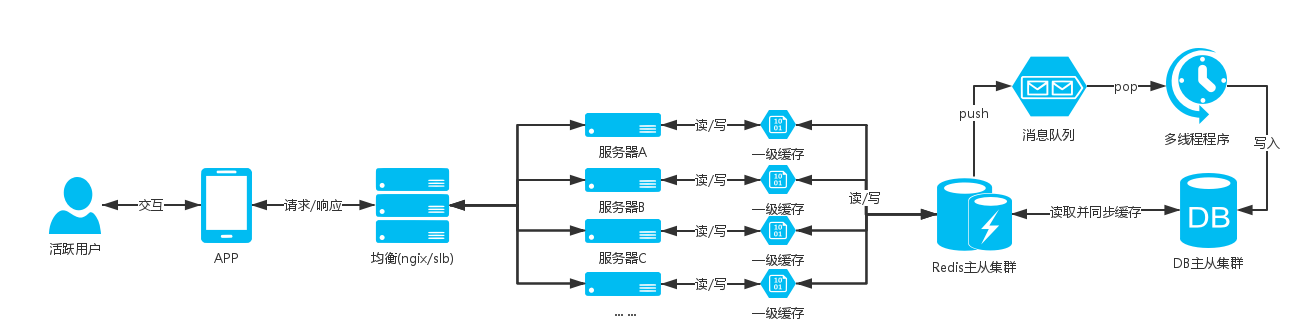 push
pop
消息队列
多线程程序
写入
读/写
服务器A
一级缓存
读/写
服务器B
一级缓存
读/写
服务器C
一级缓存
读/写
... ...
一级缓存
10
01
10
01
10
01
10
01
活跃用户
交互
APP
请求/响应
均衡(ngix/slb)
读/写
Redis主从集群
读取并同步缓存
DB
DB主从集群